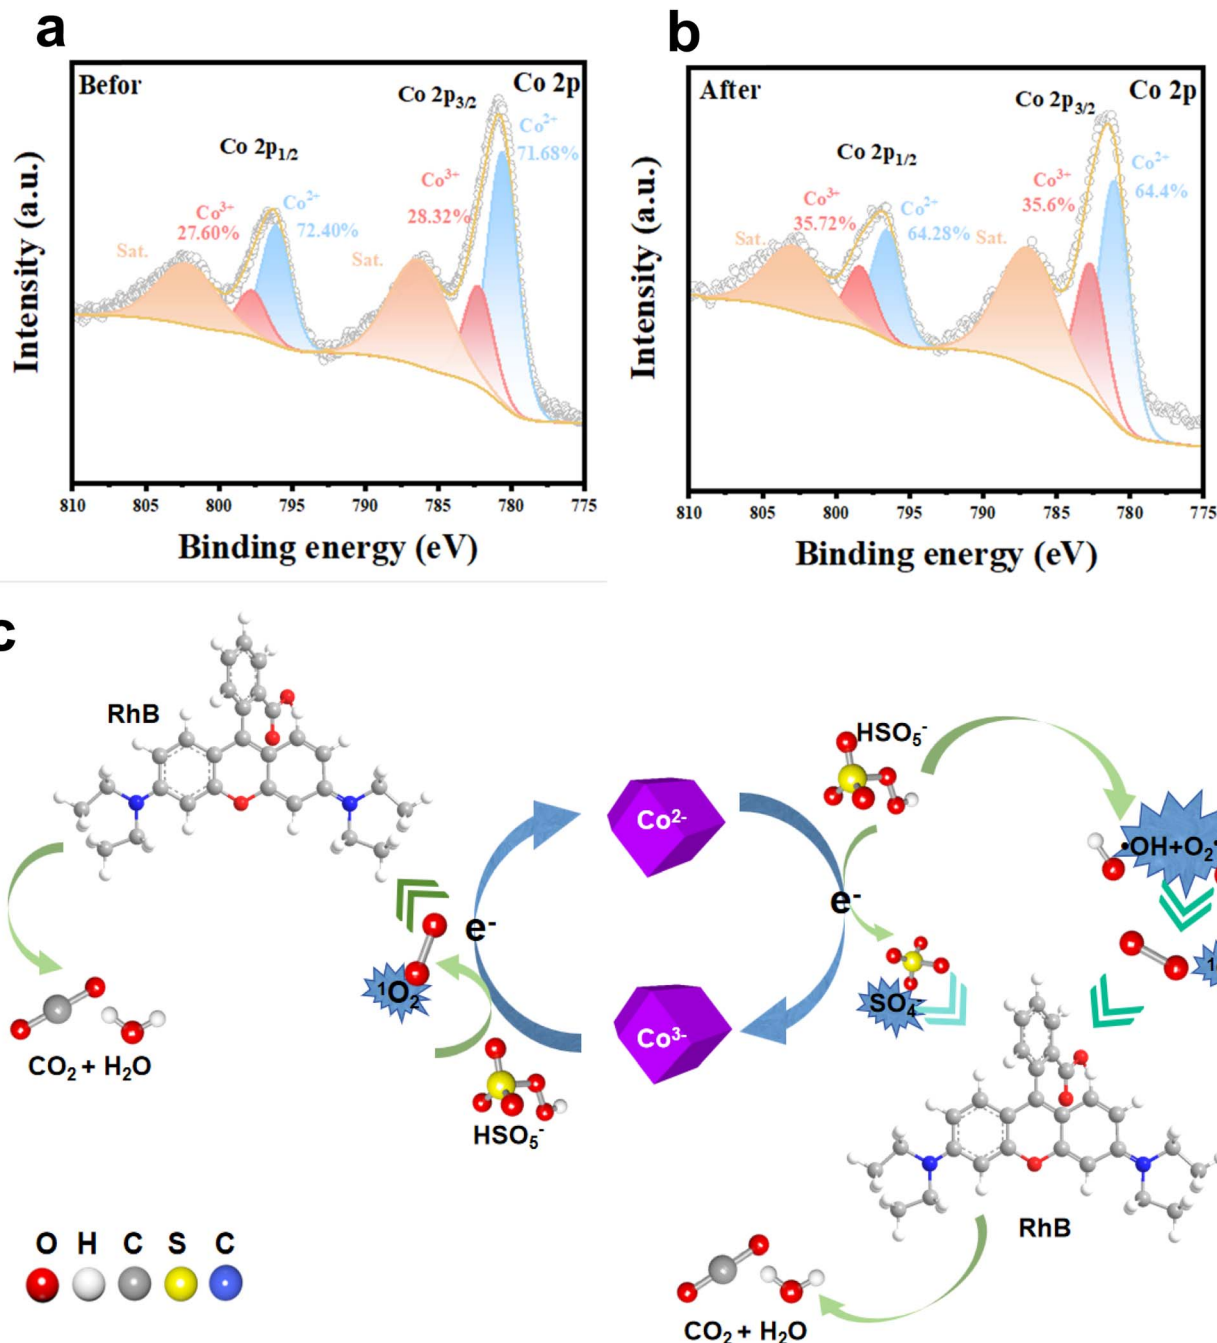 a
Befor
Co 2p
Co 2p₃/₂
Co²⁺
71.68%
Co 2p₁/₂
Co³⁺
28.32%
Co³⁺
27.60%
Co²⁺
72.40%
Sat.
Sat.
Intensity (a.u.)
810 805 800 795 790 785 780 775
Binding energy (eV)
b
After
Co 2p
Co 2p₃/₂
Co²⁺
64.4%
Co 2p₁/₂
Co³⁺
35.6%
Co³⁺
35.72%
Co²⁺
64.28%
Sat.
Sat.
Intensity (a.u.)
810 805 800 795 790 785 780 775
Binding energy (eV)
c
RhB
HSO₅⁻
Co²⁻
•OH+O₂•
e⁻
e⁻
¹O₂
SO₄⁻
1
Co³⁻
CO₂ + H₂O
HSO₅⁻
RhB
O H C S C
CO₂ + H₂O